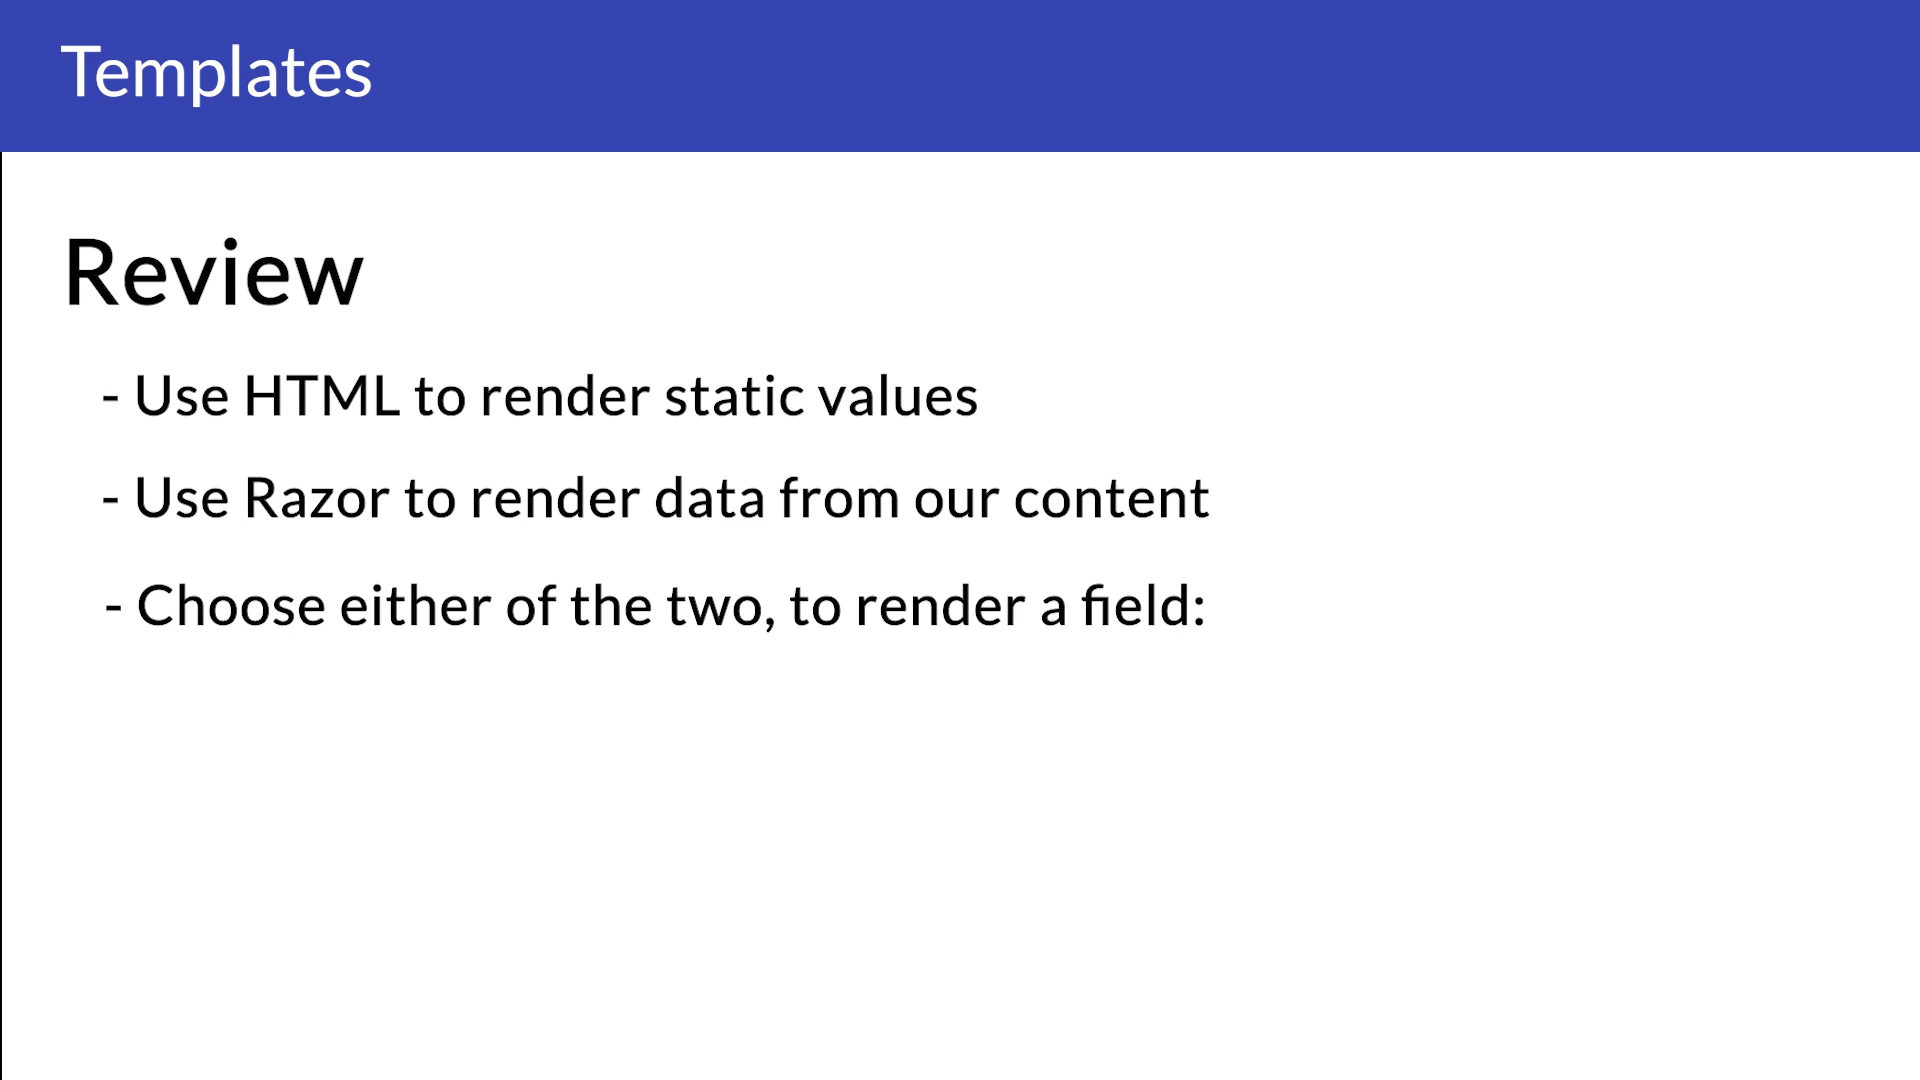 Templates
Review
- Use HTML to render static values
- Use Razor to render data from our content
- Choose either of the two, to render a field: